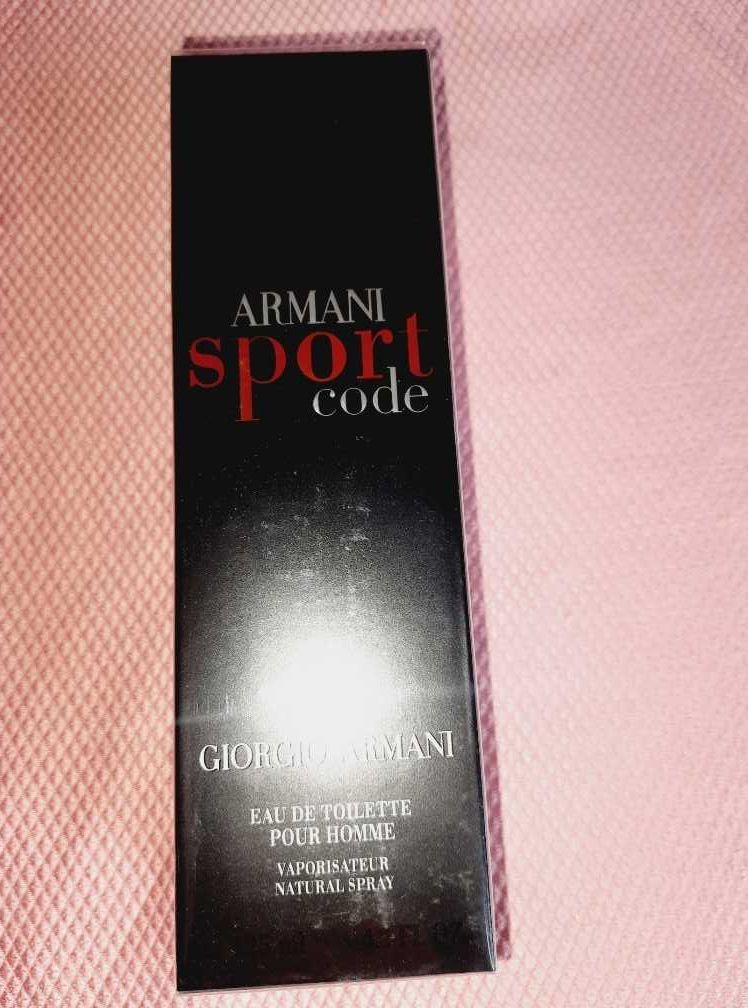 ARMANI
sport
code
GIORGIO ARMANI
EAU DE TOILETTE
POUR HOMME
VAPORISATEUR
NATURAL SPRAY